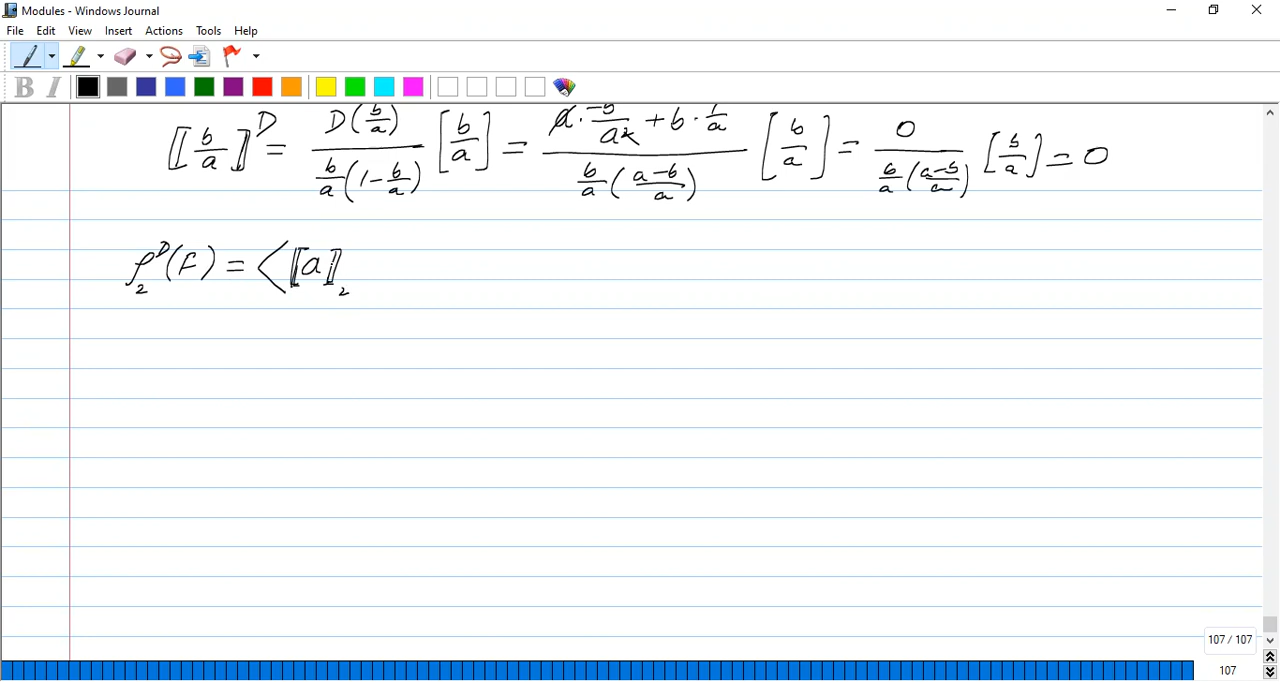 Modules - Windows Journal
File Edit View Insert Actions Tools Help
B I
⟦b/a⟧^D = D(b/a) / (b/a (1 - b/a)) [b/a] = (a · -b/a² + b · 1/a) / (b/a ((a-b)/a)) [b/a] = 0 / (b/a ((a-b)/a)) [b/a] = 0
β₂^D(F) = ⟨⟦a⟧₂
107 / 107
107